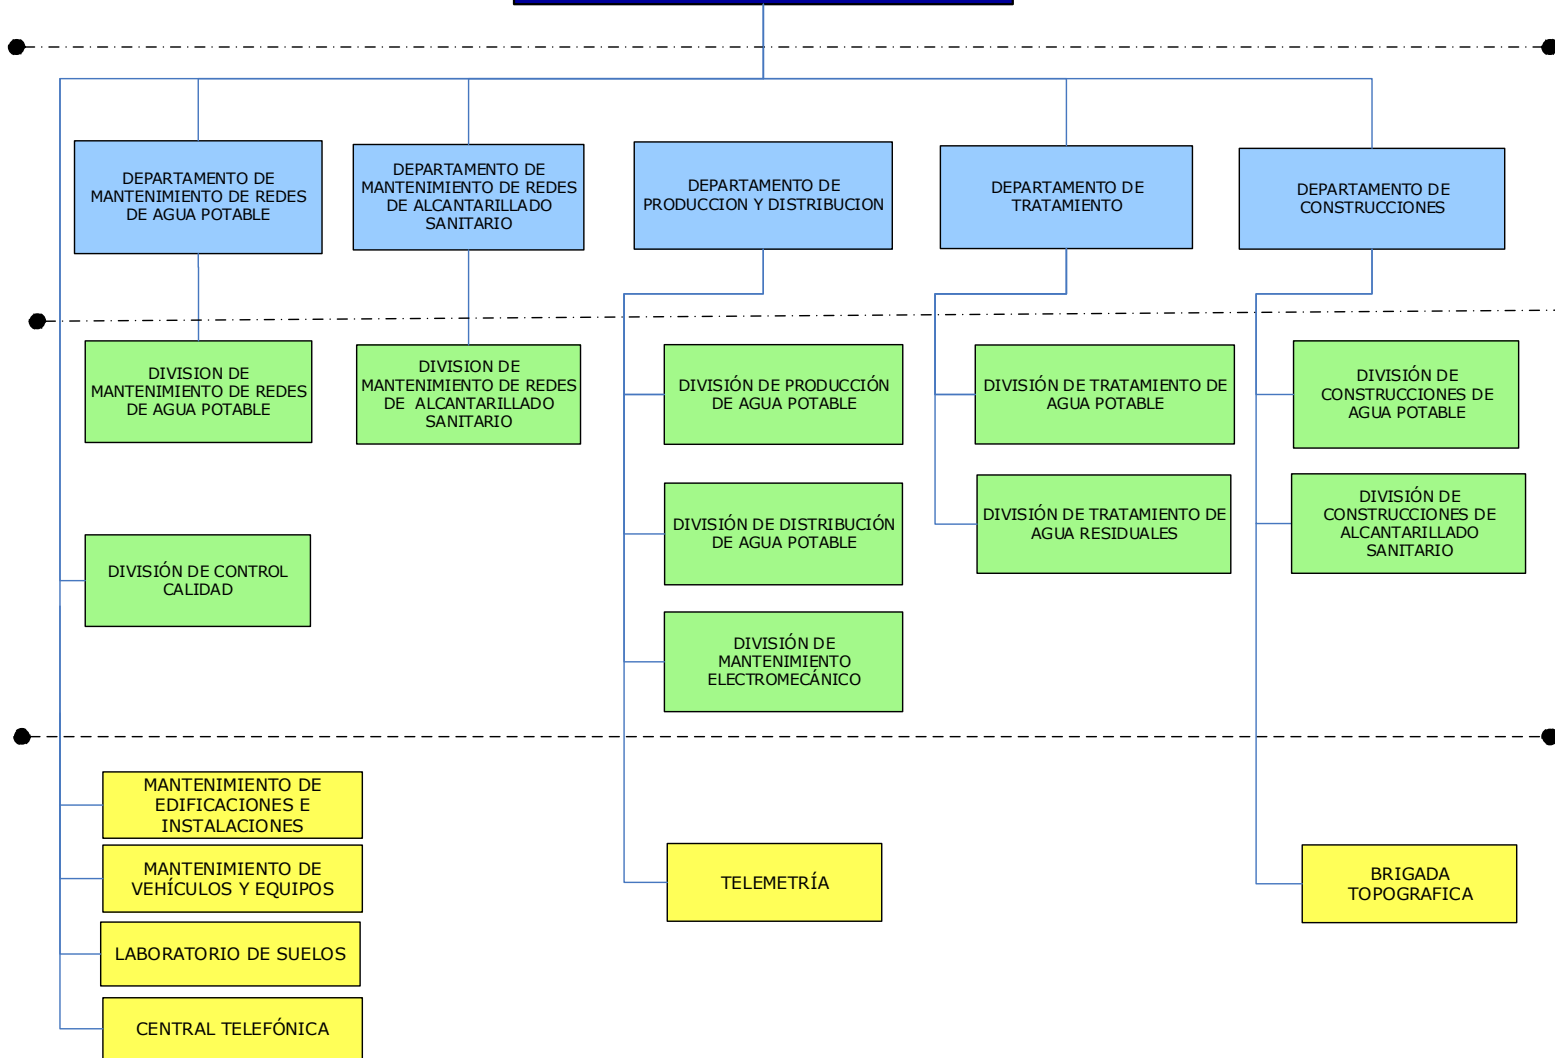 DEPARTAMENTO DE
MANTENIMIENTO DE REDES
DE AGUA POTABLE
DEPARTAMENTO DE
MANTENIMIENTO DE REDES
DE ALCANTARILLADO
SANITARIO
DEPARTAMENTO DE
PRODUCCION Y DISTRIBUCION
DEPARTAMENTO DE
TRATAMIENTO
DEPARTAMENTO DE
CONSTRUCCIONES
DIVISION DE
MANTENIMIENTO DE REDES
DE AGUA POTABLE
DIVISION DE
MANTENIMIENTO DE REDES
DE ALCANTARILLADO
SANITARIO
DIVISIÓN DE PRODUCCIÓN
DE AGUA POTABLE
DIVISIÓN DE TRATAMIENTO DE
AGUA POTABLE
DIVISIÓN DE
CONSTRUCCIONES DE
AGUA POTABLE
DIVISIÓN DE CONTROL
CALIDAD
DIVISIÓN DE DISTRIBUCIÓN
DE AGUA POTABLE
DIVISIÓN DE TRATAMIENTO DE
AGUA RESIDUALES
DIVISIÓN DE
CONSTRUCCIONES DE
ALCANTARILLADO
SANITARIO
DIVISIÓN DE
MANTENIMIENTO
ELECTROMECÁNICO
MANTENIMIENTO DE
EDIFICACIONES E
INSTALACIONES
MANTENIMIENTO DE
VEHÍCULOS Y EQUIPOS
LABORATORIO DE SUELOS
CENTRAL TELEFÓNICA
TELEMETRÍA
BRIGADA
TOPOGRAFICA